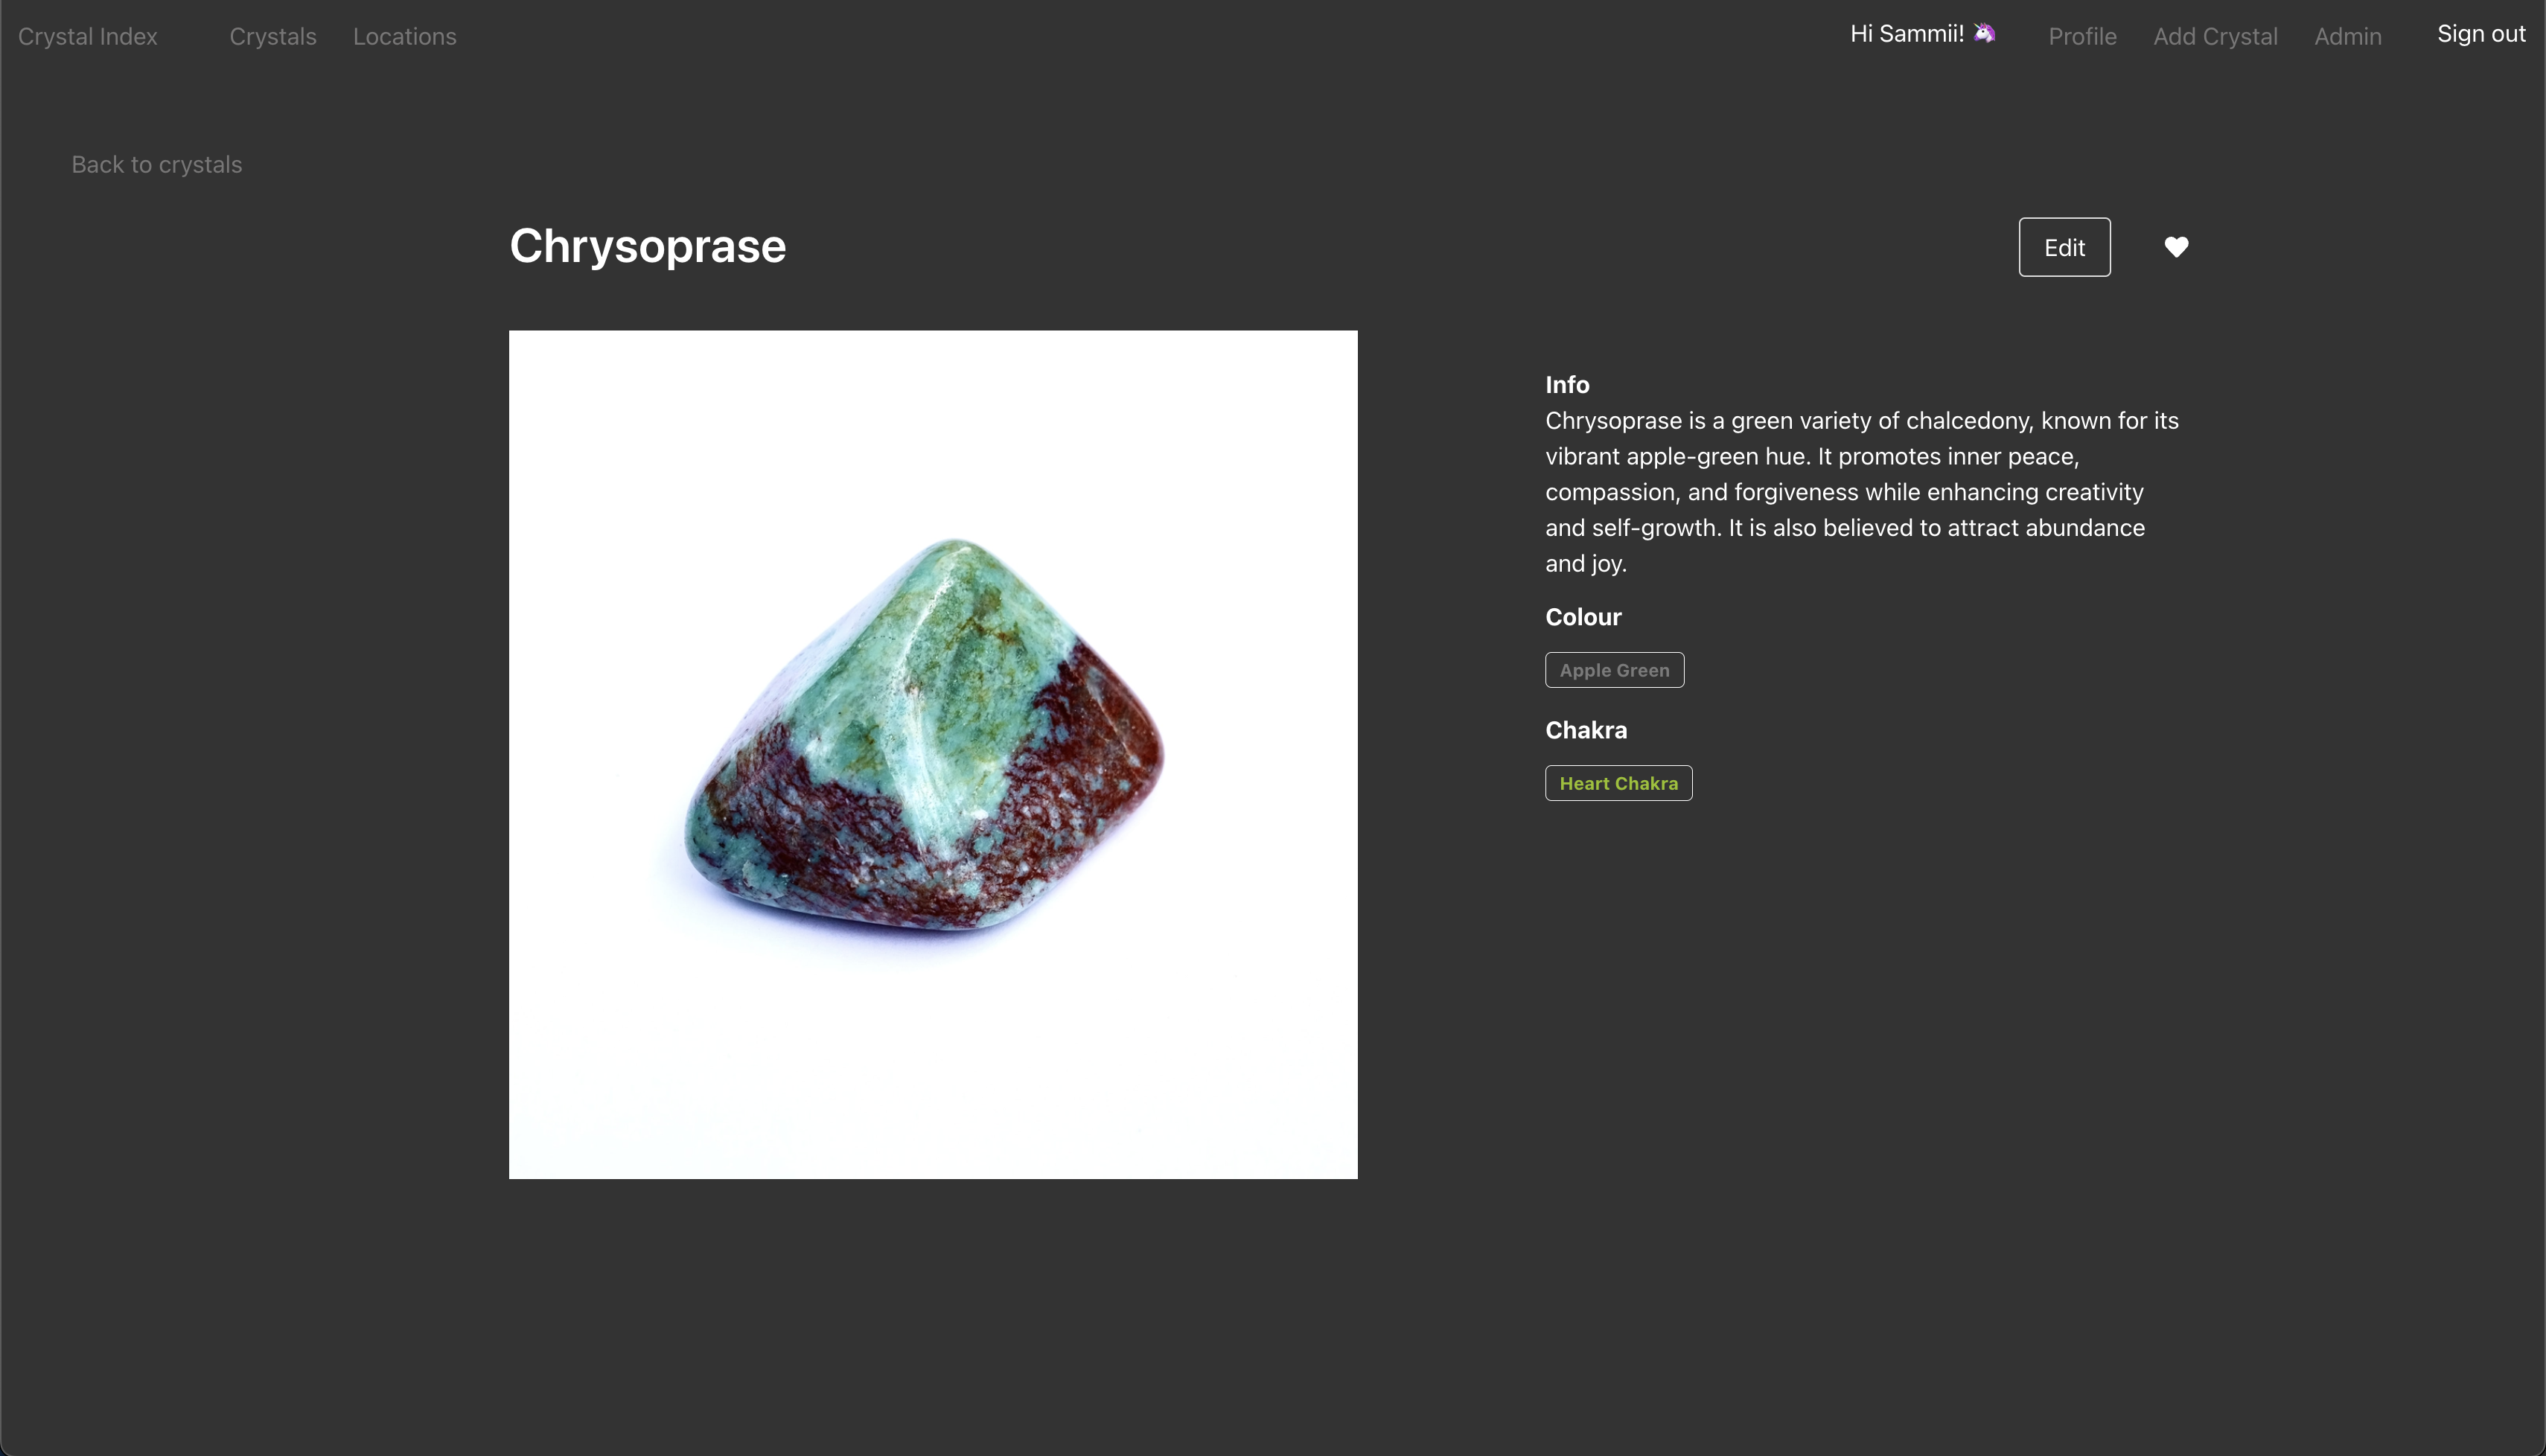 Crystal Index Crystals Locations Hi Sammii! 🦄 Profile Add Crystal Admin Sign out
Back to crystals
Chrysoprase Edit
Info
Chrysoprase is a green variety of chalcedony, known for its
vibrant apple-green hue. It promotes inner peace,
compassion, and forgiveness while enhancing creativity
and self-growth. It is also believed to attract abundance
and joy.
Colour
Apple Green
Chakra
Heart Chakra